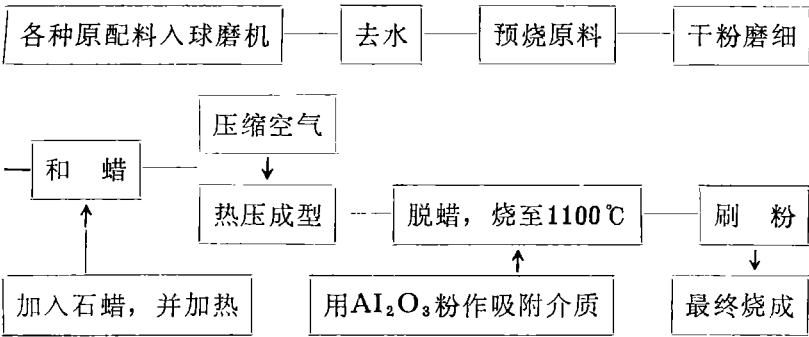 各种原配料入球磨机 去水 预烧原料 干粉磨细
压缩空气
和 蜡
热压成型 脱蜡，烧至1100℃ 刷 粉
加入石蜡，并加热 用AI₂O₃粉作吸附介质 最终烧成